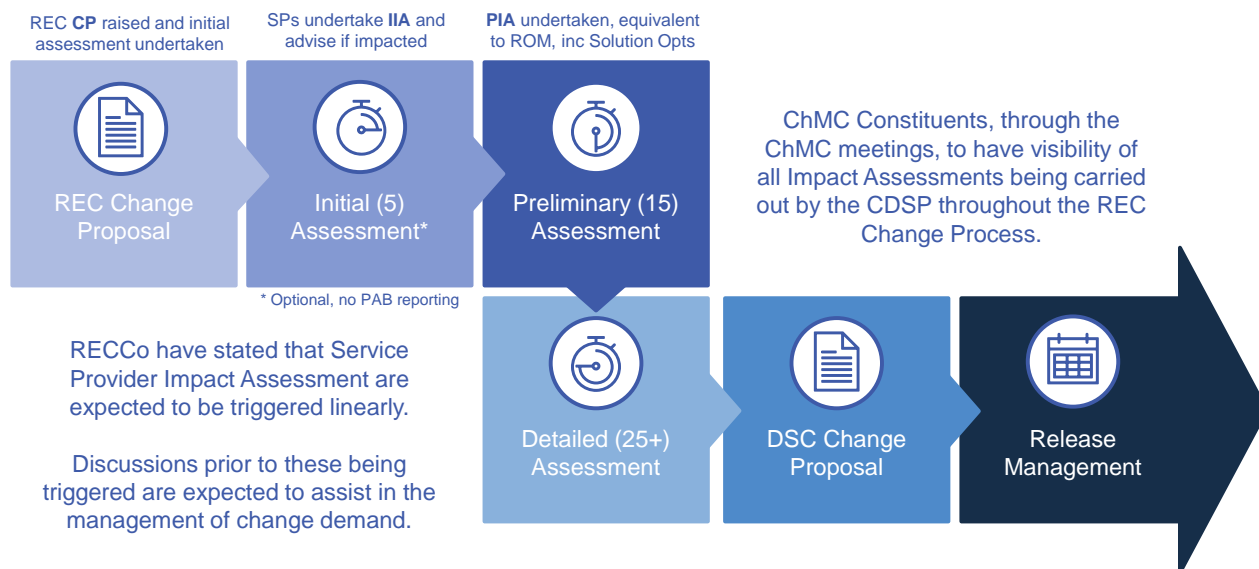 REC CP raised and initial
assessment undertaken
SPs undertake IIA and
advise if impacted
PIA undertaken, equivalent
to ROM, inc Solution Opts
REC Change
Proposal
Initial (5)
Assessment*
Preliminary (15)
Assessment
* Optional, no PAB reporting
ChMC Constituents, through the
ChMC meetings, to have visibility of
all Impact Assessments being carried
out by the CDSP throughout the REC
Change Process.
RECCo have stated that Service
Provider Impact Assessment are
expected to be triggered linearly.
Discussions prior to these being
triggered are expected to assist in the
management of change demand.
Detailed (25+)
Assessment
DSC Change
Proposal
Release
Management